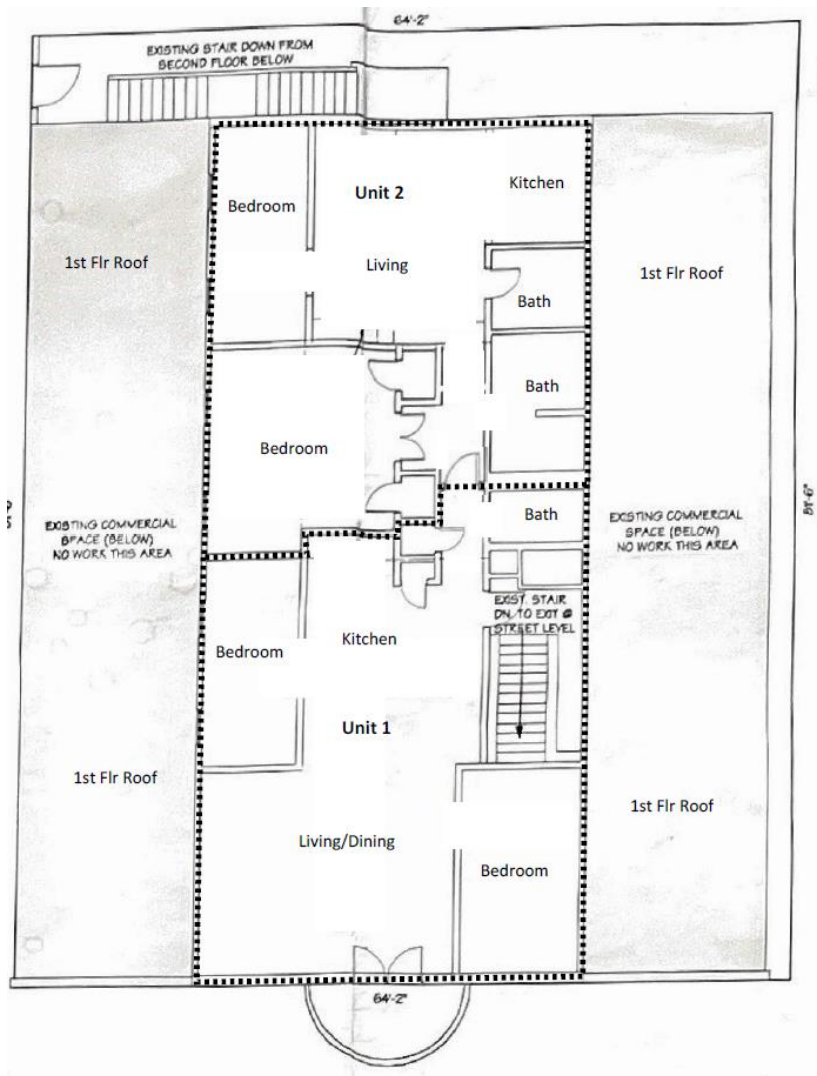 64'-2"
EXISTING STAIR DOWN FROM
SECOND FLOOR BELOW
Bedroom
Unit 2
Kitchen
1st Flr Roof
Living
1st Flr Roof
Bath
Bath
Bedroom
EXISTING COMMERCIAL
SPACE (BELOW)
NO WORK THIS AREA
Bath
EXISTING COMMERCIAL
SPACE (BELOW)
NO WORK THIS AREA
EXIST. STAIR
DN. TO EXIT @
STREET LEVEL
Bedroom
Kitchen
Unit 1
1st Flr Roof
1st Flr Roof
Living/Dining
Bedroom
64'-2"